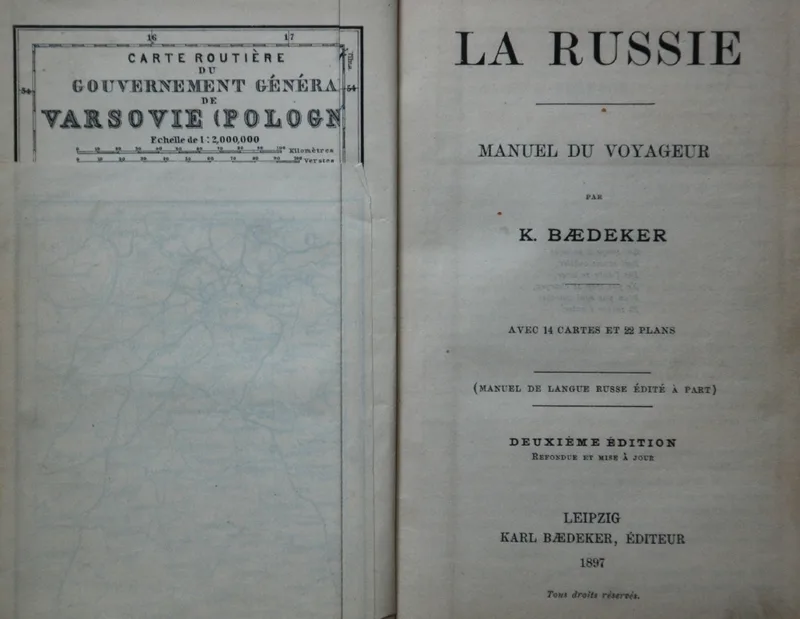 16 17
CARTE ROUTIÈRE
DU
54 GOUVERNEMENT GÉNÉRA 54
DE
VARSOVIE (POLOGN
Echelle de 1:2,000,000
Kilomètres
Verstes
LA RUSSIE
MANUEL DU VOYAGEUR
PAR
K. BÆDEKER
AVEC 14 CARTES ET 22 PLANS
(MANUEL DE LANGUE RUSSE ÉDITÉ À PART)
DEUXIÈME ÉDITION
REFONDUE ET MISE À JOUR
LEIPZIG
KARL BÆDEKER, ÉDITEUR
1897
Tous droits réservés.